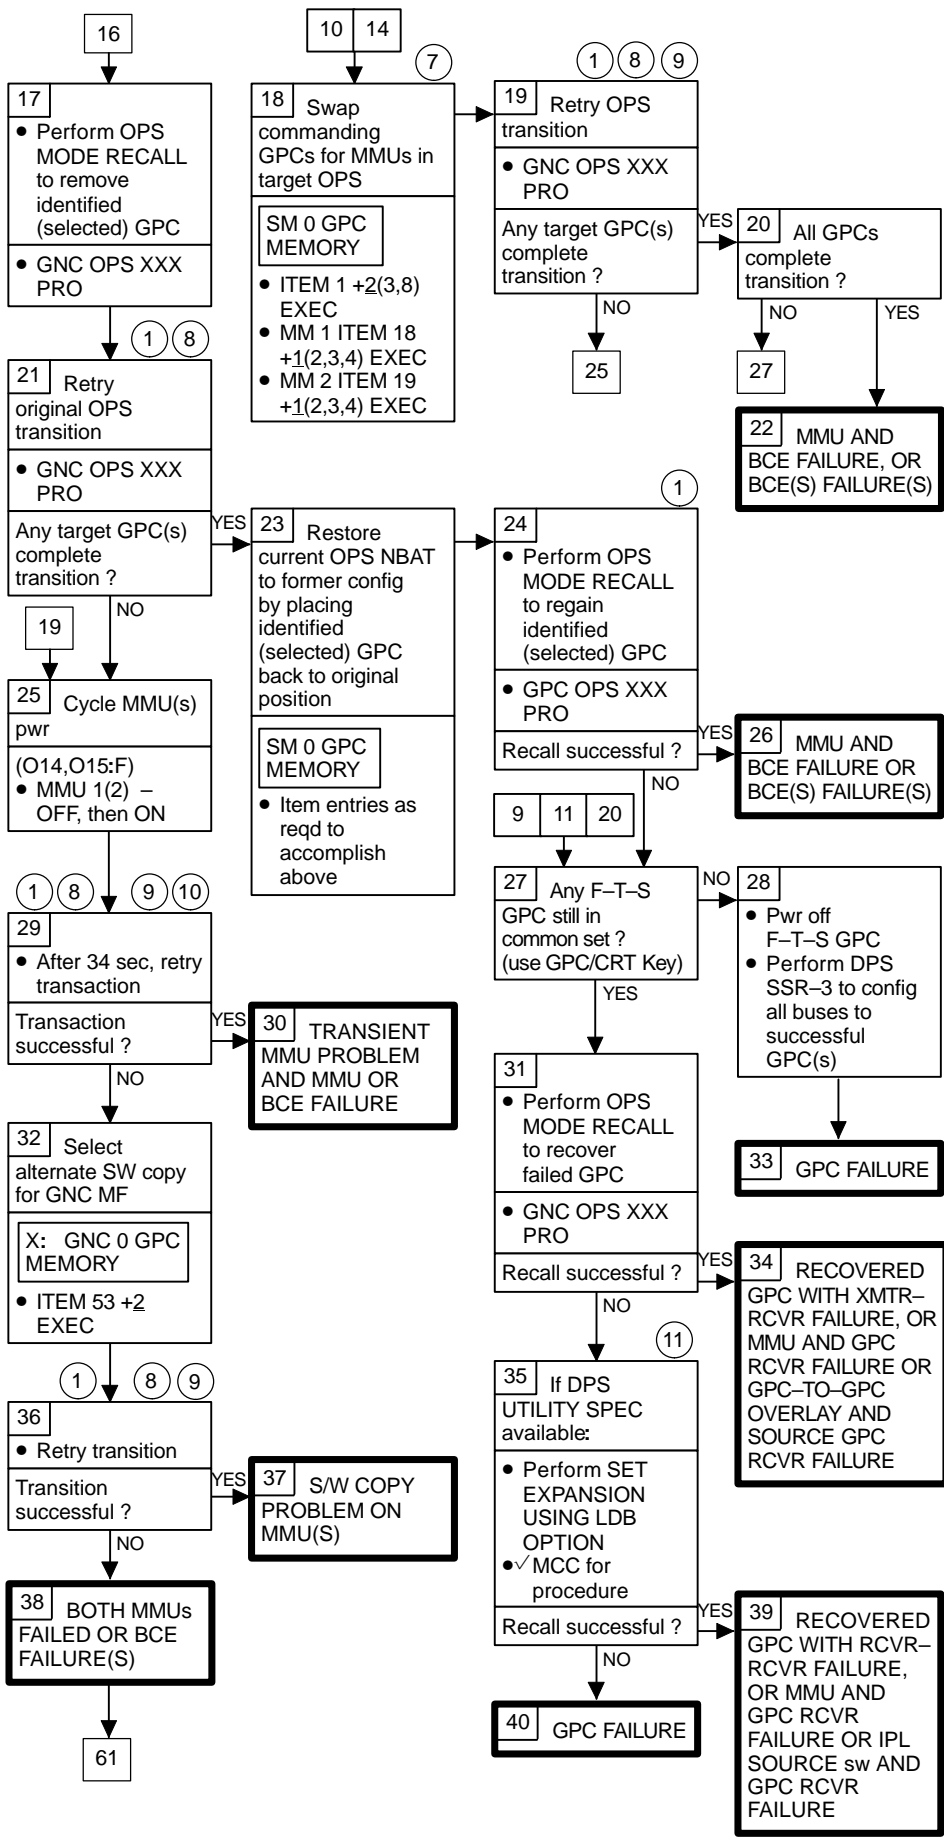 16
17
● Perform OPS
MODE RECALL
to remove
identified
(selected) GPC
● GNC OPS XXX
PRO
10 14
7
18 Swap
commanding
GPCs for MMUs in
target OPS
SM 0 GPC
MEMORY
● ITEM 1 +2(3,8)
EXEC
● MM 1 ITEM 18
+1(2,3,4) EXEC
● MM 2 ITEM 19
+1(2,3,4) EXEC
1 8 9
19 Retry OPS
transition
● GNC OPS XXX
PRO
Any target GPC(s)
complete
transition ?
YES
NO
25
20 All GPCs
complete
transition ?
NO
YES
27
22 MMU AND
BCE FAILURE, OR
BCE(S) FAILURE(S)
1 8
21 Retry
original OPS
transition
● GNC OPS XXX
PRO
Any target GPC(s)
complete
transition ?
YES
NO
23 Restore
current OPS NBAT
to former config
by placing
identified
(selected) GPC
back to original
position
SM 0 GPC
MEMORY
● Item entries as
reqd to
accomplish
above
1
24
● Perform OPS
MODE RECALL
to regain
identified
(selected) GPC
● GPC OPS XXX
PRO
Recall successful ?
YES
NO
26 MMU AND
BCE FAILURE OR
BCE(S) FAILURE(S)
19
25 Cycle MMU(s)
pwr
(O14,O15:F)
● MMU 1(2) –
OFF, then ON
9 11 20
27 Any F–T–S
GPC still in
common set ?
(use GPC/CRT Key)
NO
YES
28
● Pwr off
F–T–S GPC
● Perform DPS
SSR–3 to config
all buses to
successful
GPC(s)
33 GPC FAILURE
1 8 9 10
29
● After 34 sec, retry
transaction
Transaction
successful ?
YES
NO
30 TRANSIENT
MMU PROBLEM
AND MMU OR
BCE FAILURE
31
● Perform OPS
MODE RECALL
to recover
failed GPC
● GNC OPS XXX
PRO
Recall successful ?
YES
NO
34 RECOVERED
GPC WITH XMTR–
RCVR FAILURE, OR
MMU AND GPC
RCVR FAILURE OR
GPC–TO–GPC
OVERLAY AND
SOURCE GPC
RCVR FAILURE
32 Select
alternate SW copy
for GNC MF
X: GNC 0 GPC
MEMORY
● ITEM 53 +2
EXEC
1 8 9
36
● Retry transition
Transition
successful ?
YES
NO
37 S/W COPY
PROBLEM ON
MMU(S)
38 BOTH MMUs
FAILED OR BCE
FAILURE(S)
61
11
35 If DPS
UTILITY SPEC
available:
● Perform SET
EXPANSION
USING LDB
OPTION
●√ MCC for
procedure
Recall successful ?
YES
NO
39 RECOVERED
GPC WITH RCVR–
RCVR FAILURE,
OR MMU AND
GPC RCVR
FAILURE OR IPL
SOURCE sw AND
GPC RCVR
FAILURE
40 GPC FAILURE